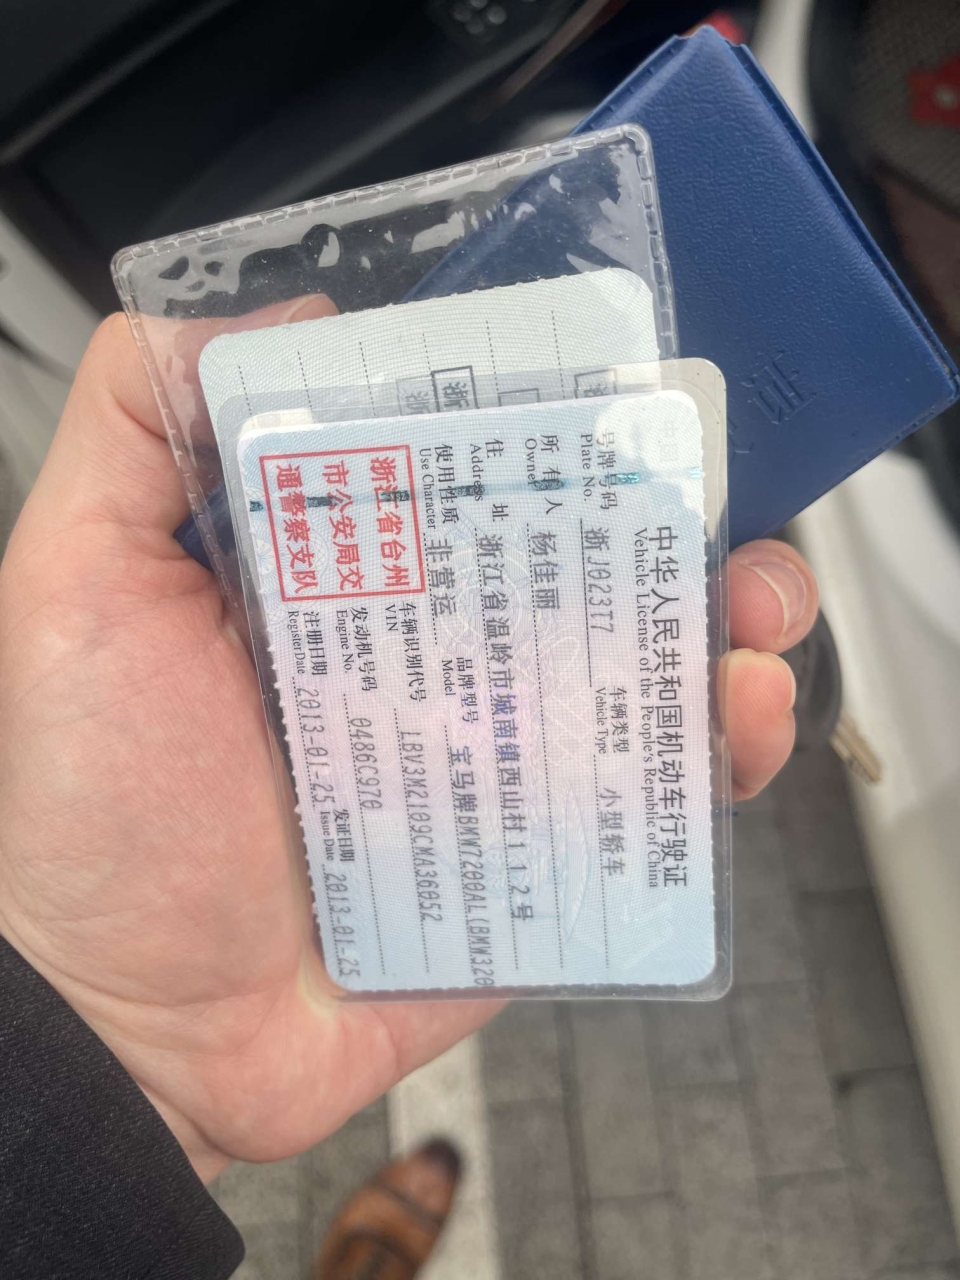 中华人民共和国机动车行驶证
Vehicle License of the People's Republic of China
号牌号码 浙J023T7 车辆类型 小型轿车
Plate No. Vehicle Type
所有人 杨佳丽
Owner
住址 浙江省温岭市城南镇西山村112号
Address
使用性质 非营运 品牌型号 宝马牌BMW7200AL(BMW320
Use Character Model
浙江省台州
市公安局交
通警察支队
车辆识别代号 LBV3M2109CMA36052
VIN
发动机号码 0486C970
Engine No.
注册日期 2013-01-25 发证日期 2013-01-25
Register Date Issue Date
浙